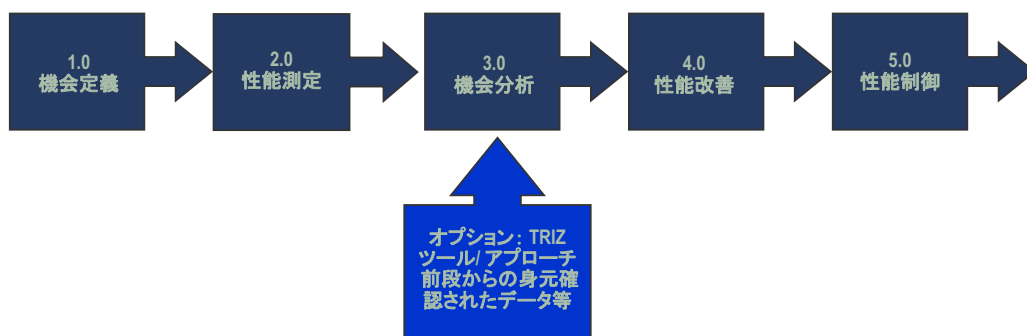 1.0
機会定義
2.0
性能測定
3.0
機会分析
4.0
性能改善
5.0
性能制御
オプション： TRIZ
ツール/ アプローチ
前段からの身元確
認されたデータ等